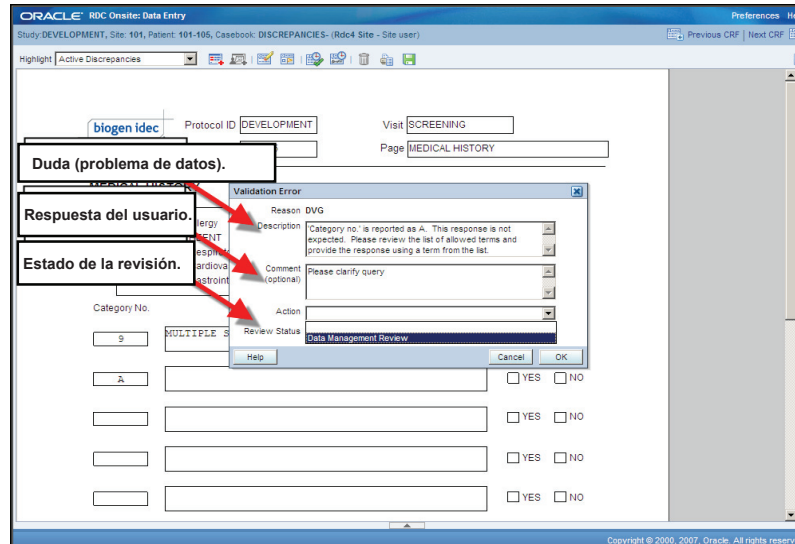 ORACLE RDC Onsite: Data Entry
Preferences He
Study:DEVELOPMENT, Site: 101, Patient: 101-105, Casebook: DISCREPANCIES- (Rdc4 Site - Site user)
Previous CRF | Next CRF
Highlight Active Discrepancies
biogen idec
Protocol ID DEVELOPMENT
Visit SCREENING
Page MEDICAL HISTORY
Duda (problema de datos).
Respuesta del usuario.
Estado de la revisión.
MEDICAL HISTORY
Validation Error
Reason DVG
Description 'Category no.' is reported as A. This response is not
expected. Please review the list of allowed terms and
provide the response using a term from the list.
Comment
(optional)
Please clarify query
Action
Review Status
Data Management Review
Help
Cancel
OK
Category No.
9
MULTIPLE S
A
YES NO
YES NO
YES NO
YES NO
Copyright © 2000, 2007, Oracle. All rights reserv